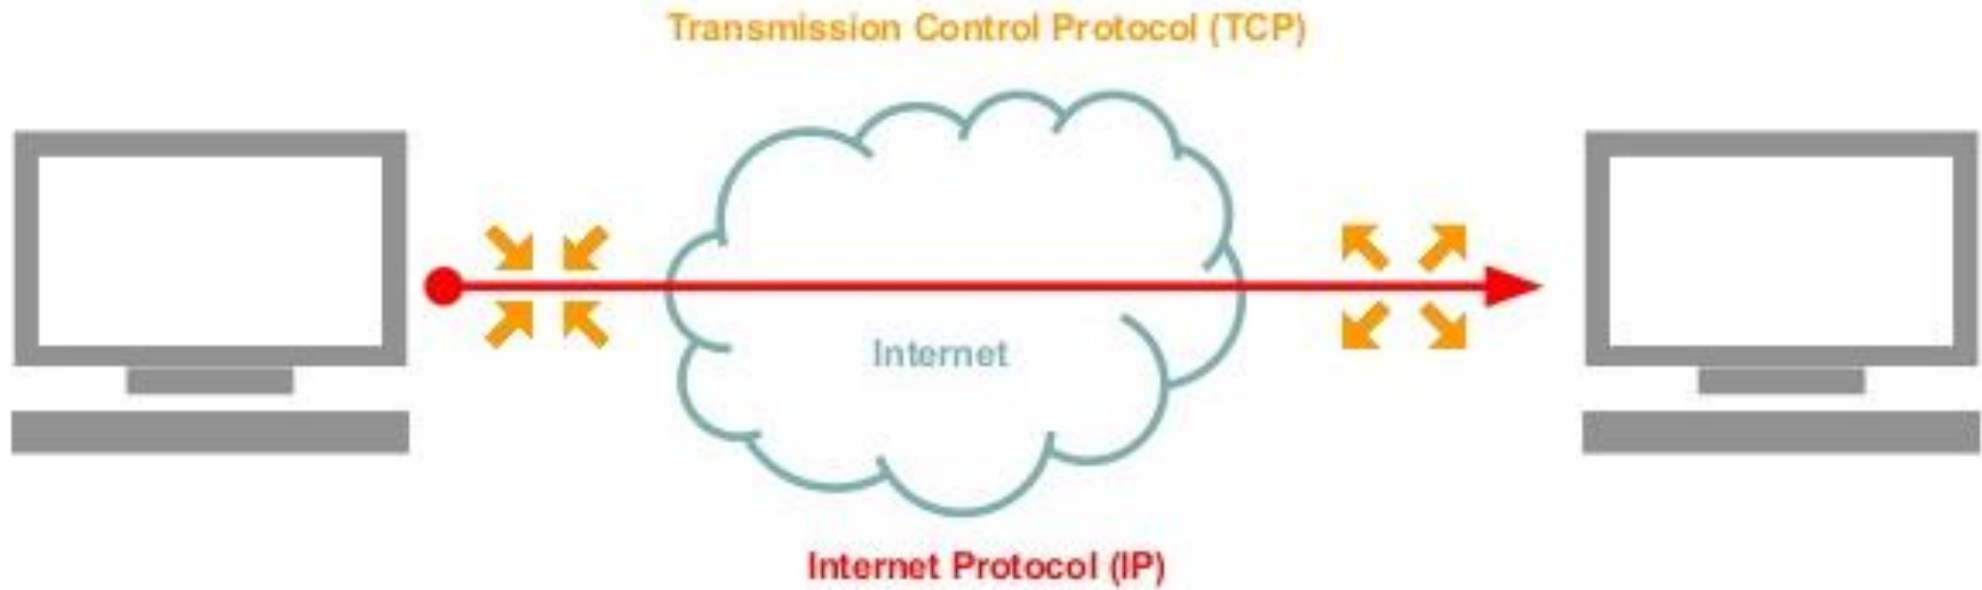 Transmission Control Protocol (TCP)
Internet
Internet Protocol (IP)